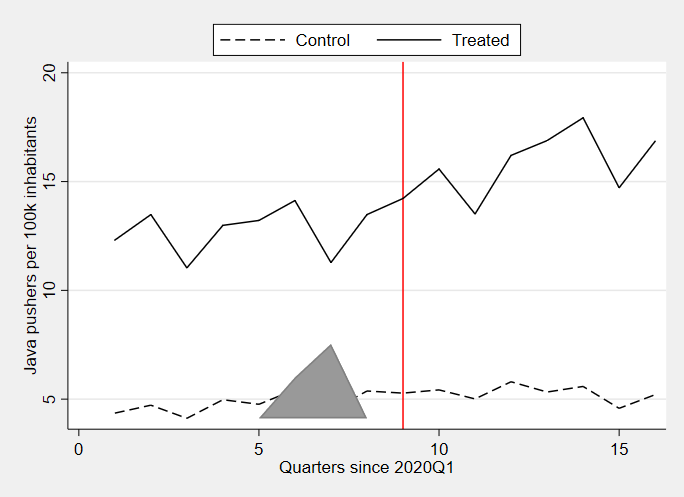 Control Treated
Java pushers per 100k inhabitants
20
15
10
5
0 5 10 15
Quarters since 2020Q1